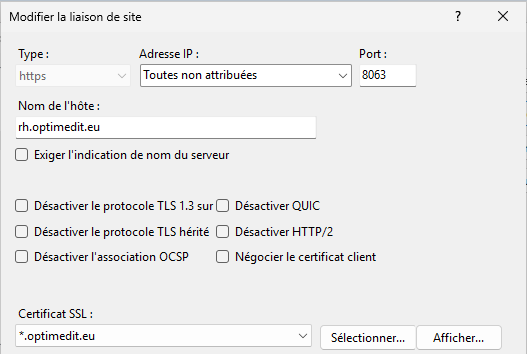 Modifier la liaison de site
Type :
Adresse IP :
Port :
https
Toutes non attribuées
8063
Nom de l'hôte :
rh.optimedit.eu
Exiger l'indication de nom du serveur
Désactiver le protocole TLS 1.3 sur
Désactiver QUIC
Désactiver le protocole TLS hérité
Désactiver HTTP/2
Désactiver l'association OCSP
Négocier le certificat client
Certificat SSL :
*.optimedit.eu
Sélectionner...
Afficher...